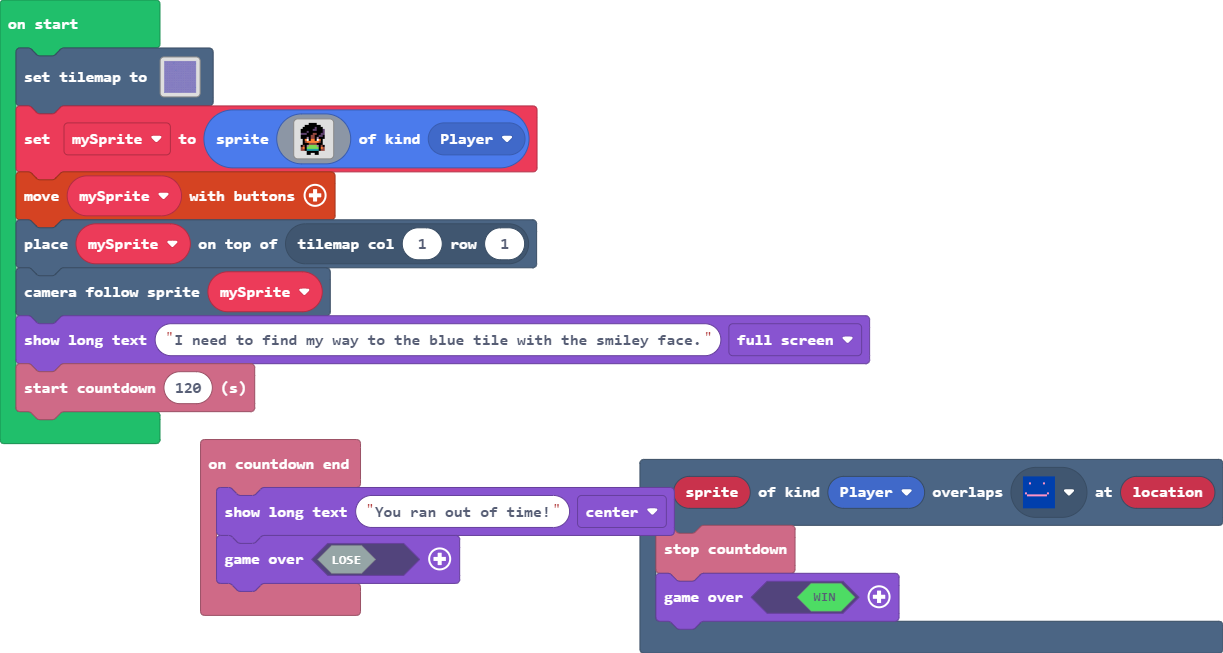 on start
set tilemap to
set mySprite to sprite of kind Player
move mySprite with buttons
place mySprite on top of tilemap col 1 row 1
camera follow sprite mySprite
show long text "I need to find my way to the blue tile with the smiley face." full screen
start countdown 120 (s)
on countdown end
show long text "You ran out of time!" center
game over LOSE
sprite of kind Player overlaps at location
stop countdown
game over WIN